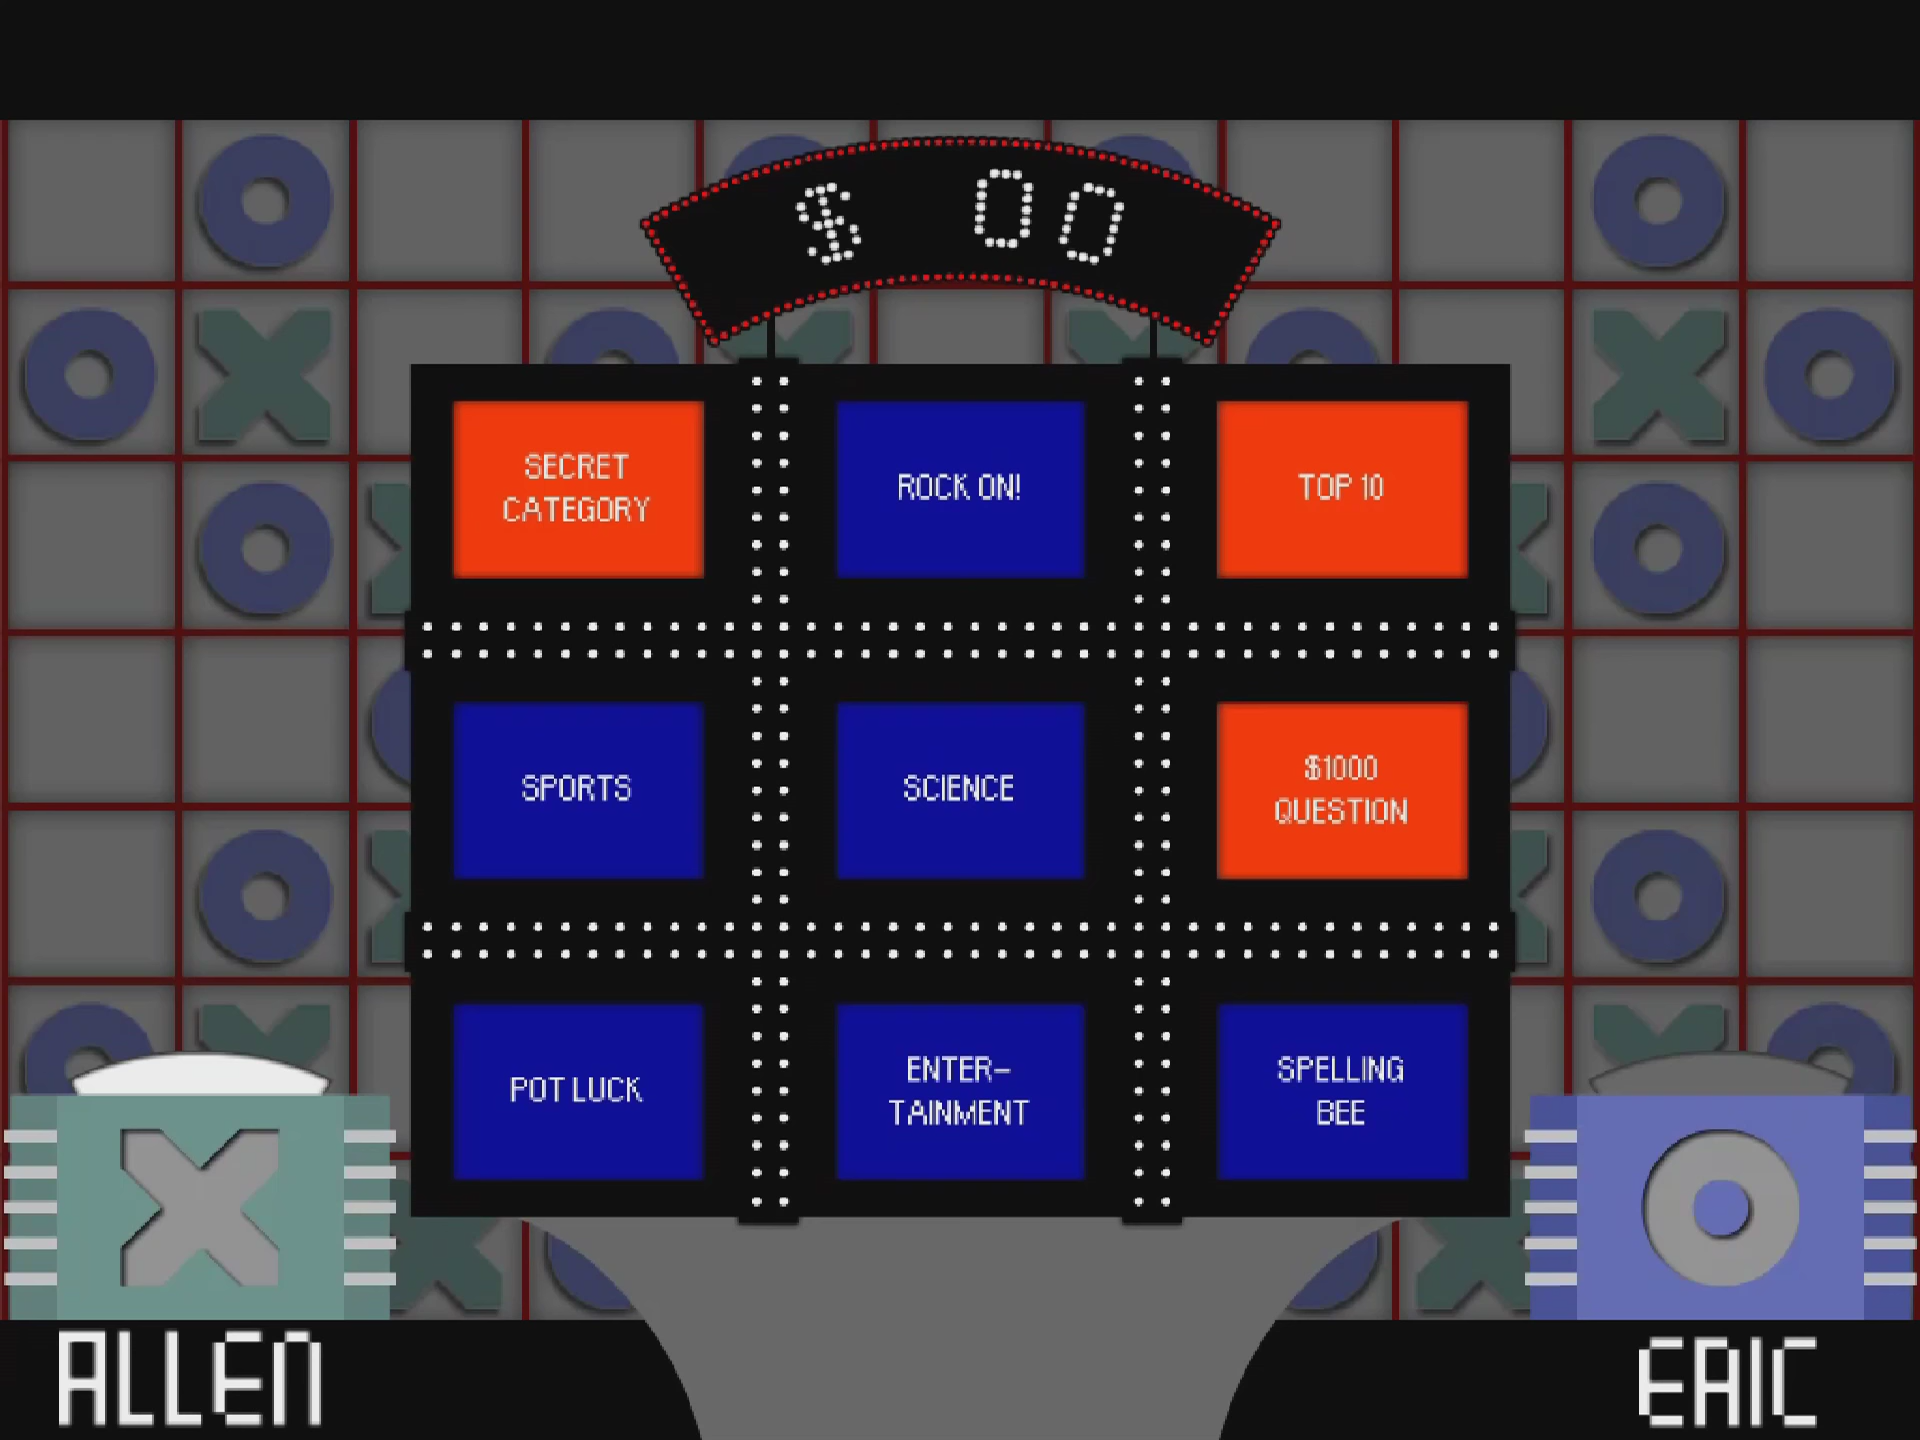 $ 00
SECRET
CATEGORY
ROCK ON!
TOP 10
SPORTS
SCIENCE
$1000
QUESTION
POT LUCK
ENTER-
TAINMENT
SPELLING
BEE
X
O
ALLEN
ERIC